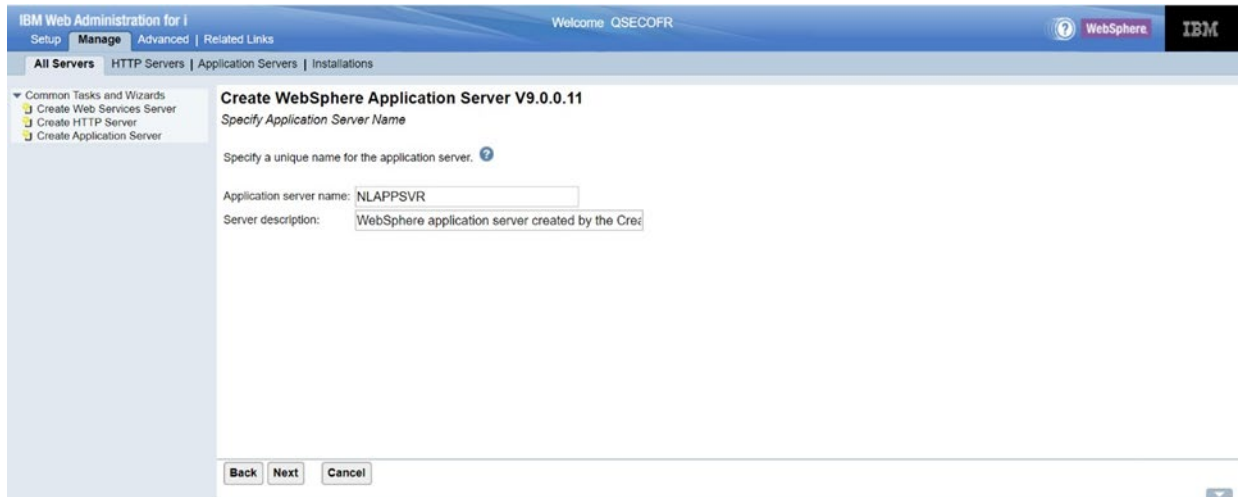 IBM Web Administration for i
Welcome QSECOFR
WebSphere.
IBM
Setup Manage Advanced | Related Links
All Servers HTTP Servers | Application Servers | Installations
Common Tasks and Wizards
Create Web Services Server
Create HTTP Server
Create Application Server
Create WebSphere Application Server V9.0.0.11
Specify Application Server Name
Specify a unique name for the application server.
Application server name: NLAPPSVR
Server description: WebSphere application server created by the Crea
Back Next Cancel